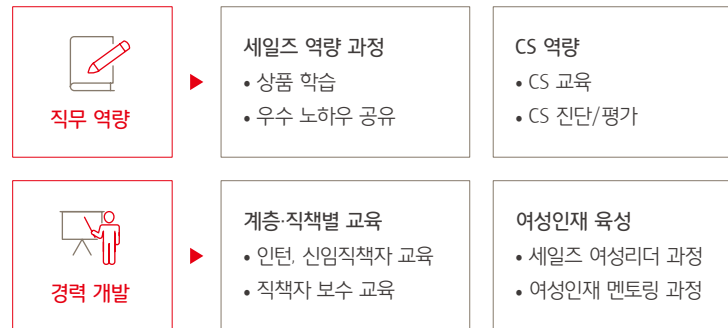 직무 역량
세일즈 역량 과정
• 상품 학습
• 우수 노하우 공유
CS 역량
• CS 교육
• CS 진단/평가
경력 개발
계층·직책별 교육
• 인턴, 신임직책자 교육
• 직책자 보수 교육
여성인재 육성
• 세일즈 여성리더 과정
• 여성인재 멘토링 과정